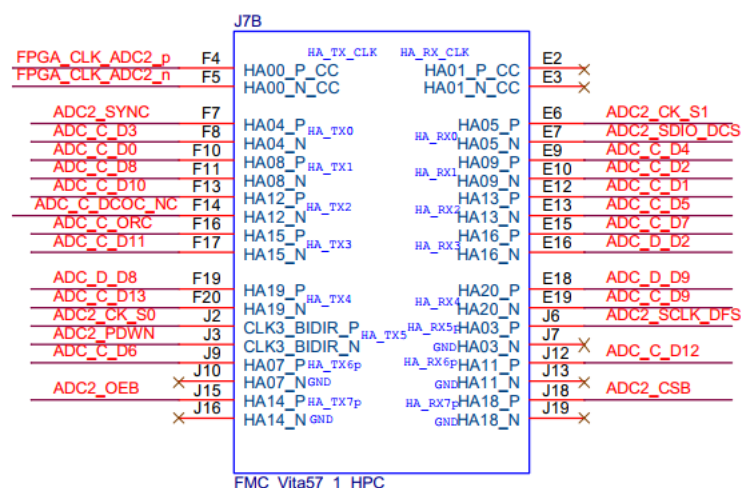 J7B
HA_TX_CLK HA_RX_CLK
FPGA_CLK_ADC2_p F4 HA00_P_CC HA01_P_CC E2
FPGA_CLK_ADC2_n F5 HA00_N_CC HA01_N_CC E3
ADC2_SYNC F7 HA04_P HA05_P E6 ADC2_CK_S1
ADC_C_D3 F8 HA04_N HA_TX1 HA_RX0 HA05_N E7 ADC2_SDIO_DCS
ADC_C_D0 F10 HA08_P HA09_P E9 ADC_C_D4
ADC_C_D8 F11 HA08_N HA_TX1 HA_RX1 HA09_N E10 ADC_C_D2
ADC_C_D10 F13 HA12_P HA13_P E12 ADC_C_D1
ADC_C_DCOC_NC F14 HA12_N HA_TX2 HA_RX2 HA13_N E13 ADC_C_D5
ADC_C_ORC F16 HA15_P HA16_P E15 ADC_C_D7
ADC_C_D11 F17 HA15_N HA_TX3 HA_RX3 HA16_N E16 ADC_D_D2
ADC_D_D8 F19 HA19_P HA20_P E18 ADC_D_D9
ADC_C_D13 F20 HA19_N HA_TX4 HA_RX4 HA20_N E19 ADC_C_D9
ADC2_CK_S0 J2 CLK3_BIDIR_P HA_TX5 HA_RX5p HA03_P J6 ADC2_SCLK_DFS
ADC2_PDWN J3 CLK3_BIDIR_N GND HA03_N J7
ADC_C_D6 J9 HA07_P HA_TX6p HA_RX6p HA11_P J12 ADC_C_D12
J10 HA07_N GND GND HA11_N J13
ADC2_OEB J15 HA14_P HA_TX7p HA_RX7p HA18_P J18 ADC2_CSB
J16 HA14_N GND GND HA18_N J19
FMC_Vita57_1_HPC